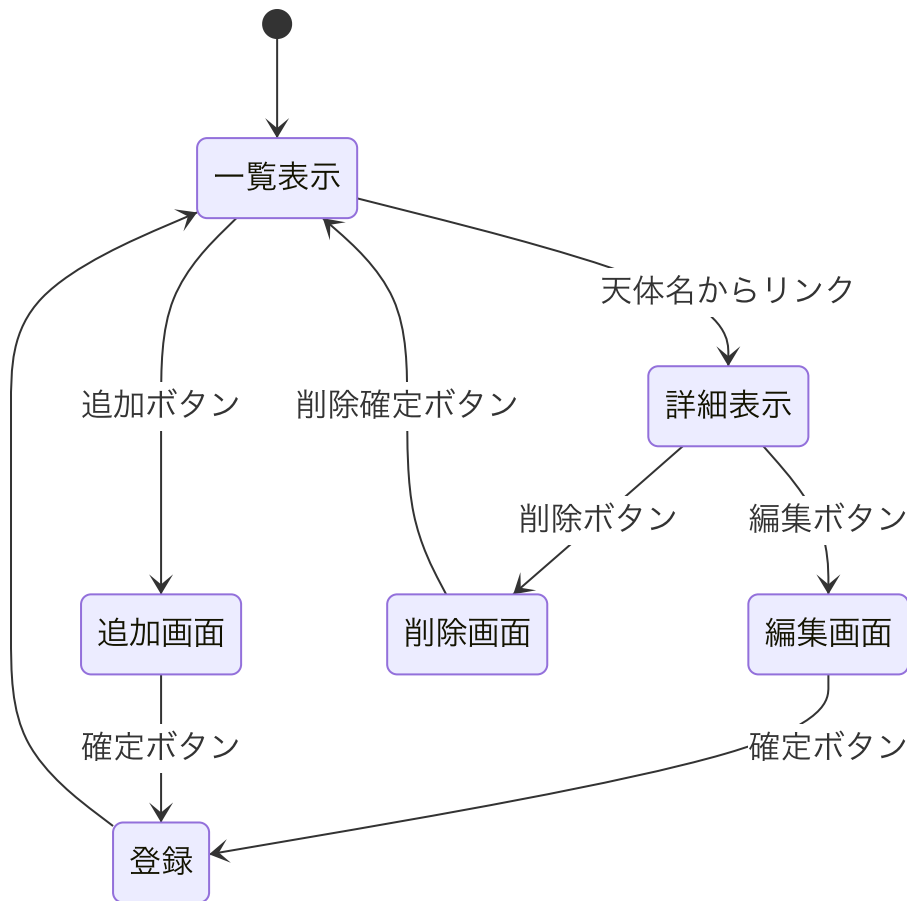 一覧表示
天体名からリンク
追加ボタン
削除確定ボタン
詳細表示
削除ボタン
編集ボタン
追加画面
削除画面
編集画面
確定ボタン
確定ボタン
登録